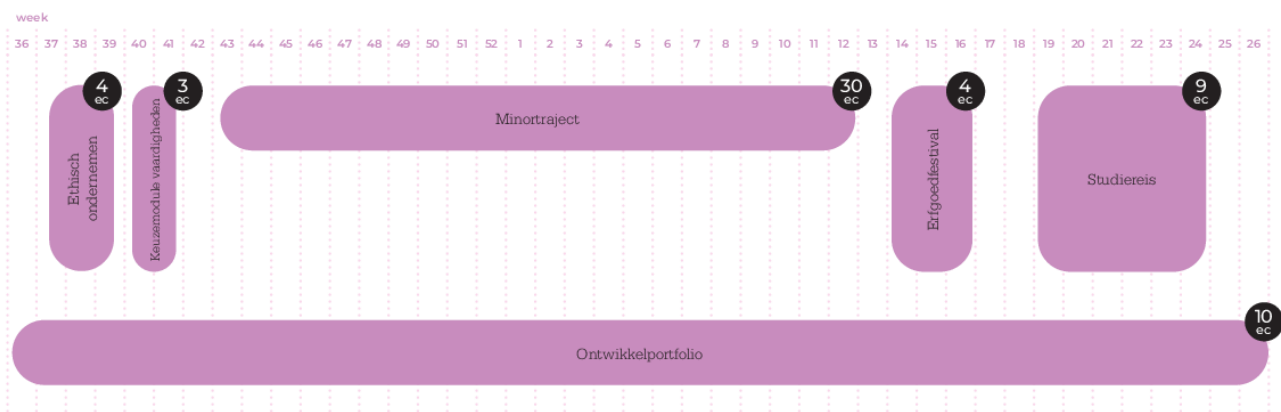 week
36 37 38 39 40 41 42 43 44 45 46 47 48 49 50 51 52 1 2 3 4 5 6 7 8 9 10 11 12 13 14 15 16 17 18 19 20 21 22 23 24 25 26
4
ec
Ethisch
ondernemen
3
ec
Keuzemodule vaardigheden
30
ec
Minortraject
4
ec
Erfgoedfestival
9
ec
Studiereis
10
ec
Ontwikkelportfolio